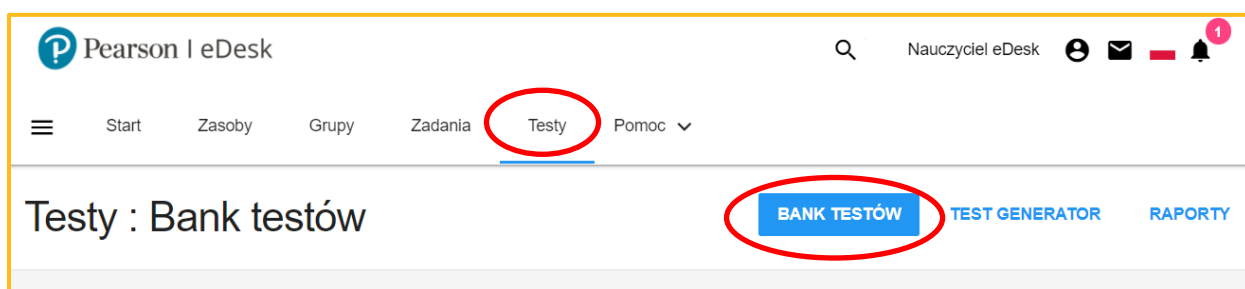 Pearson | eDesk
Nauczyciel eDesk
1
Start Zasoby Grupy Zadania Testy Pomoc
Testy : Bank testów
BANK TESTÓW TEST GENERATOR RAPORTY